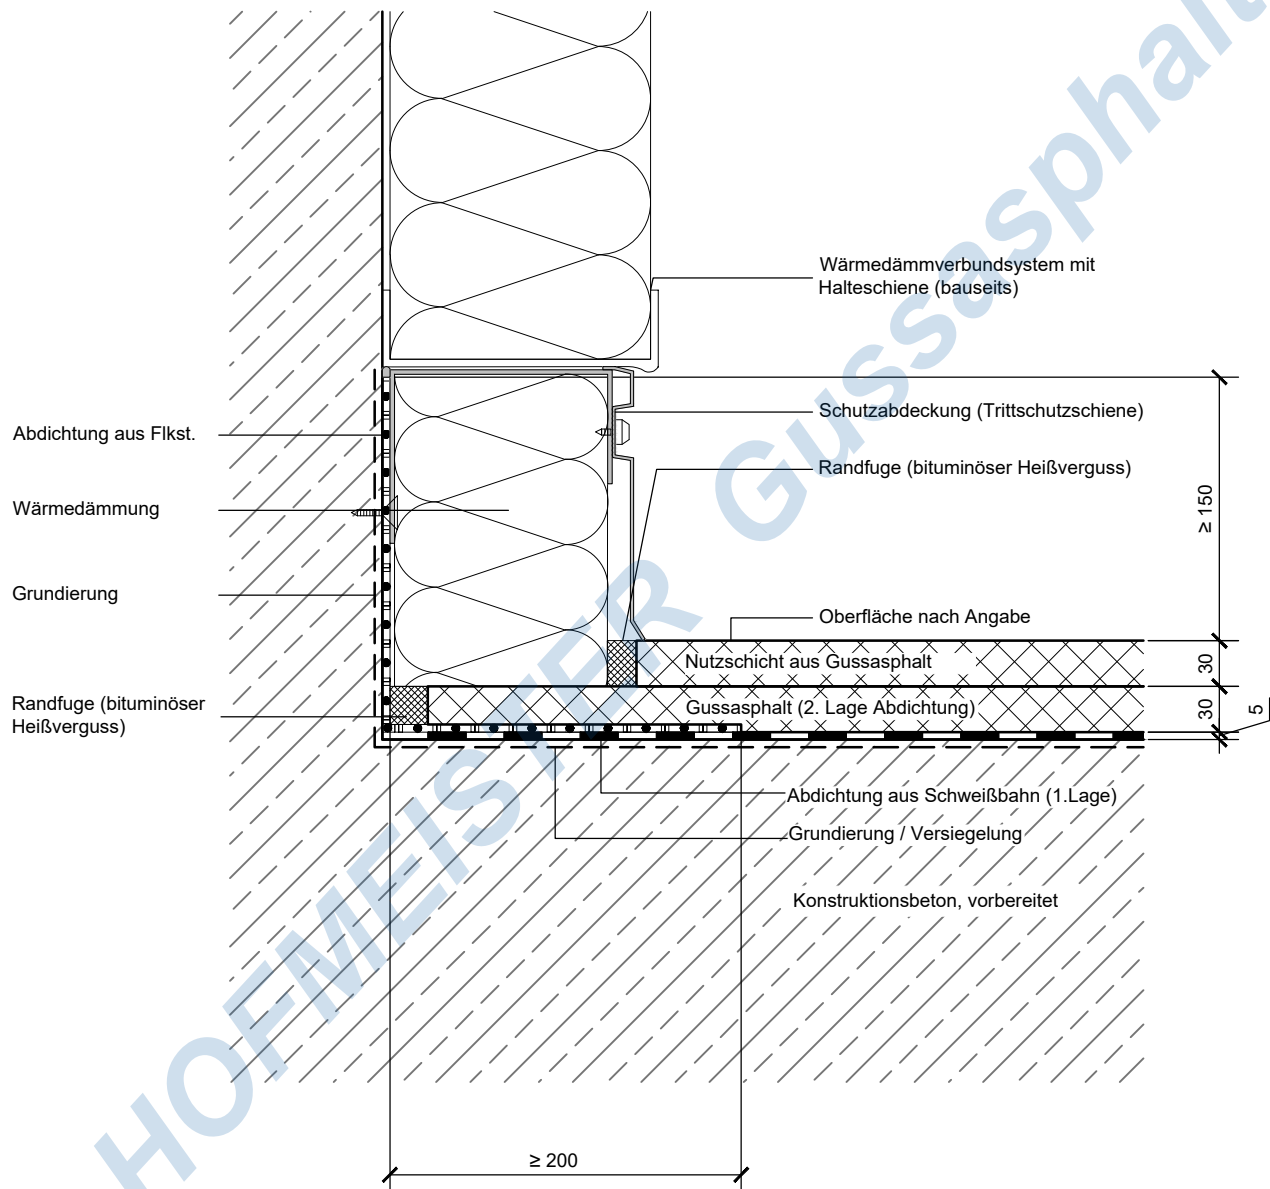 Wärmedämmverbundsystem mit
Halteschiene (bauseits)
Schutzabdeckung (Trittschutzschiene)
Abdichtung aus Flkst.
Randfuge (bituminöser Heißverguss)
Wärmedämmung
≥ 150
Grundierung
Oberfläche nach Angabe
Nutzschicht aus Gussasphalt
30
Randfuge (bituminöser
Heißverguss)
Gussasphalt (2. Lage Abdichtung)
30
5
Abdichtung aus Schweißbahn (1.Lage)
Grundierung / Versiegelung
Konstruktionsbeton, vorbereitet
≥ 200
HOFMEISTER Gussasphalt